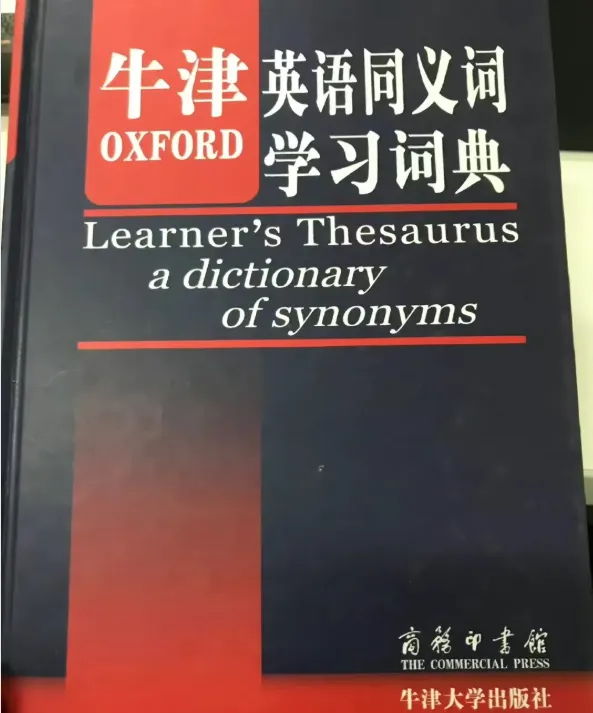 牛津 英语同义词
OXFORD 学习词典
Learner's Thesaurus
a dictionary
of synonyms
商務印書館
THE COMMERCIAL PRESS
牛津大学出版社